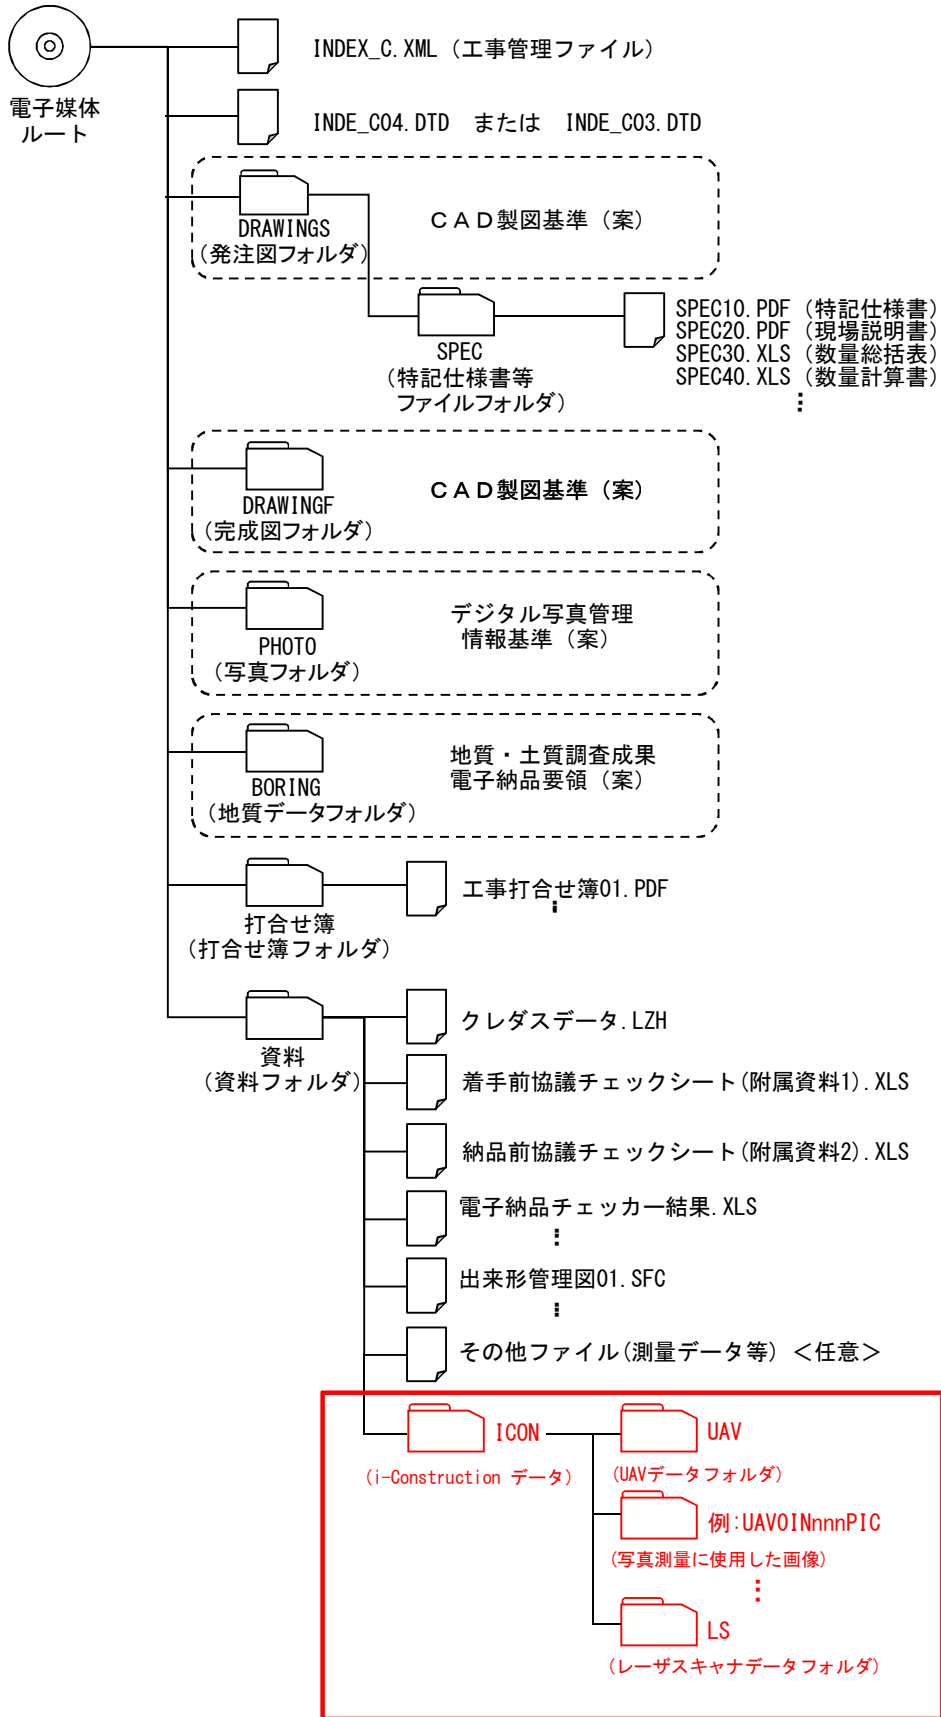 INDEX_C.XML（工事管理ファイル）
電子媒体
ルート
INDE_C04.DTD　または　INDE_C03.DTD
DRAWINGS
（発注図フォルダ）
ＣＡＤ製図基準（案）
SPEC
（特記仕様書等
ファイルフォルダ）
SPEC10.PDF（特記仕様書）
SPEC20.PDF（現場説明書）
SPEC30.XLS（数量総括表）
SPEC40.XLS（数量計算書）
⋮
DRAWINGF
（完成図フォルダ）
ＣＡＤ製図基準（案）
PHOTO
（写真フォルダ）
デジタル写真管理
情報基準（案）
BORING
（地質データフォルダ）
地質・土質調査成果
電子納品要領（案）
打合せ簿
（打合せ簿フォルダ）
工事打合せ簿01.PDF
⋮
資料
（資料フォルダ）
クレダスデータ.LZH
着手前協議チェックシート(附属資料1).XLS
納品前協議チェックシート(附属資料2).XLS
電子納品チェッカー結果.XLS
⋮
出来形管理図01.SFC
⋮
その他ファイル(測量データ等)＜任意＞
ICON
（i-Construction データ）
UAV
（UAVデータフォルダ）
例:UAV0INnnnPIC
（写真測量に使用した画像）
⋮
LS
（レーザスキャナデータフォルダ）